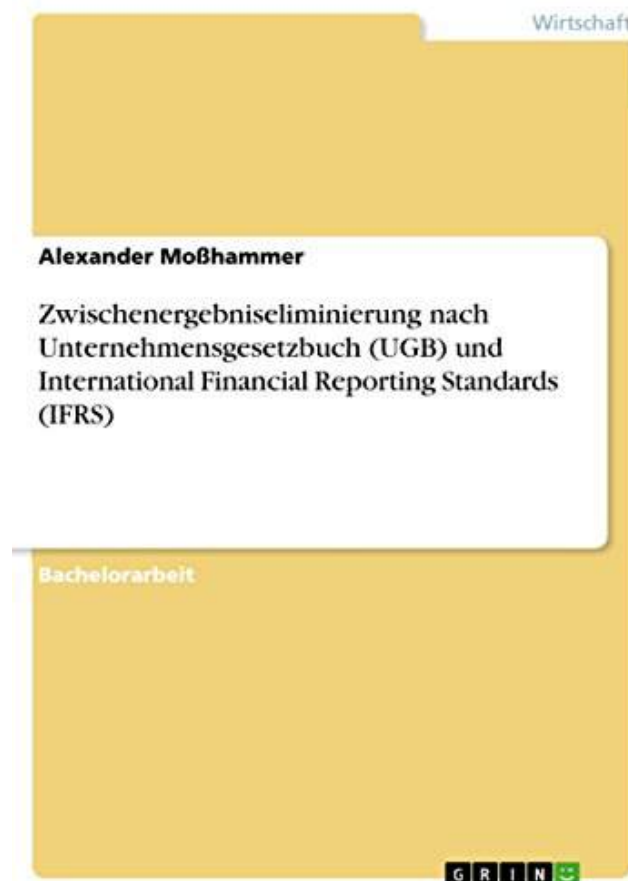 Wirtschaft
Alexander Moßhammer
Zwischenergebniseliminierung nach
Unternehmensgesetzbuch (UGB) und
International Financial Reporting Standards
(IFRS)
Bachelorarbeit
GRIN